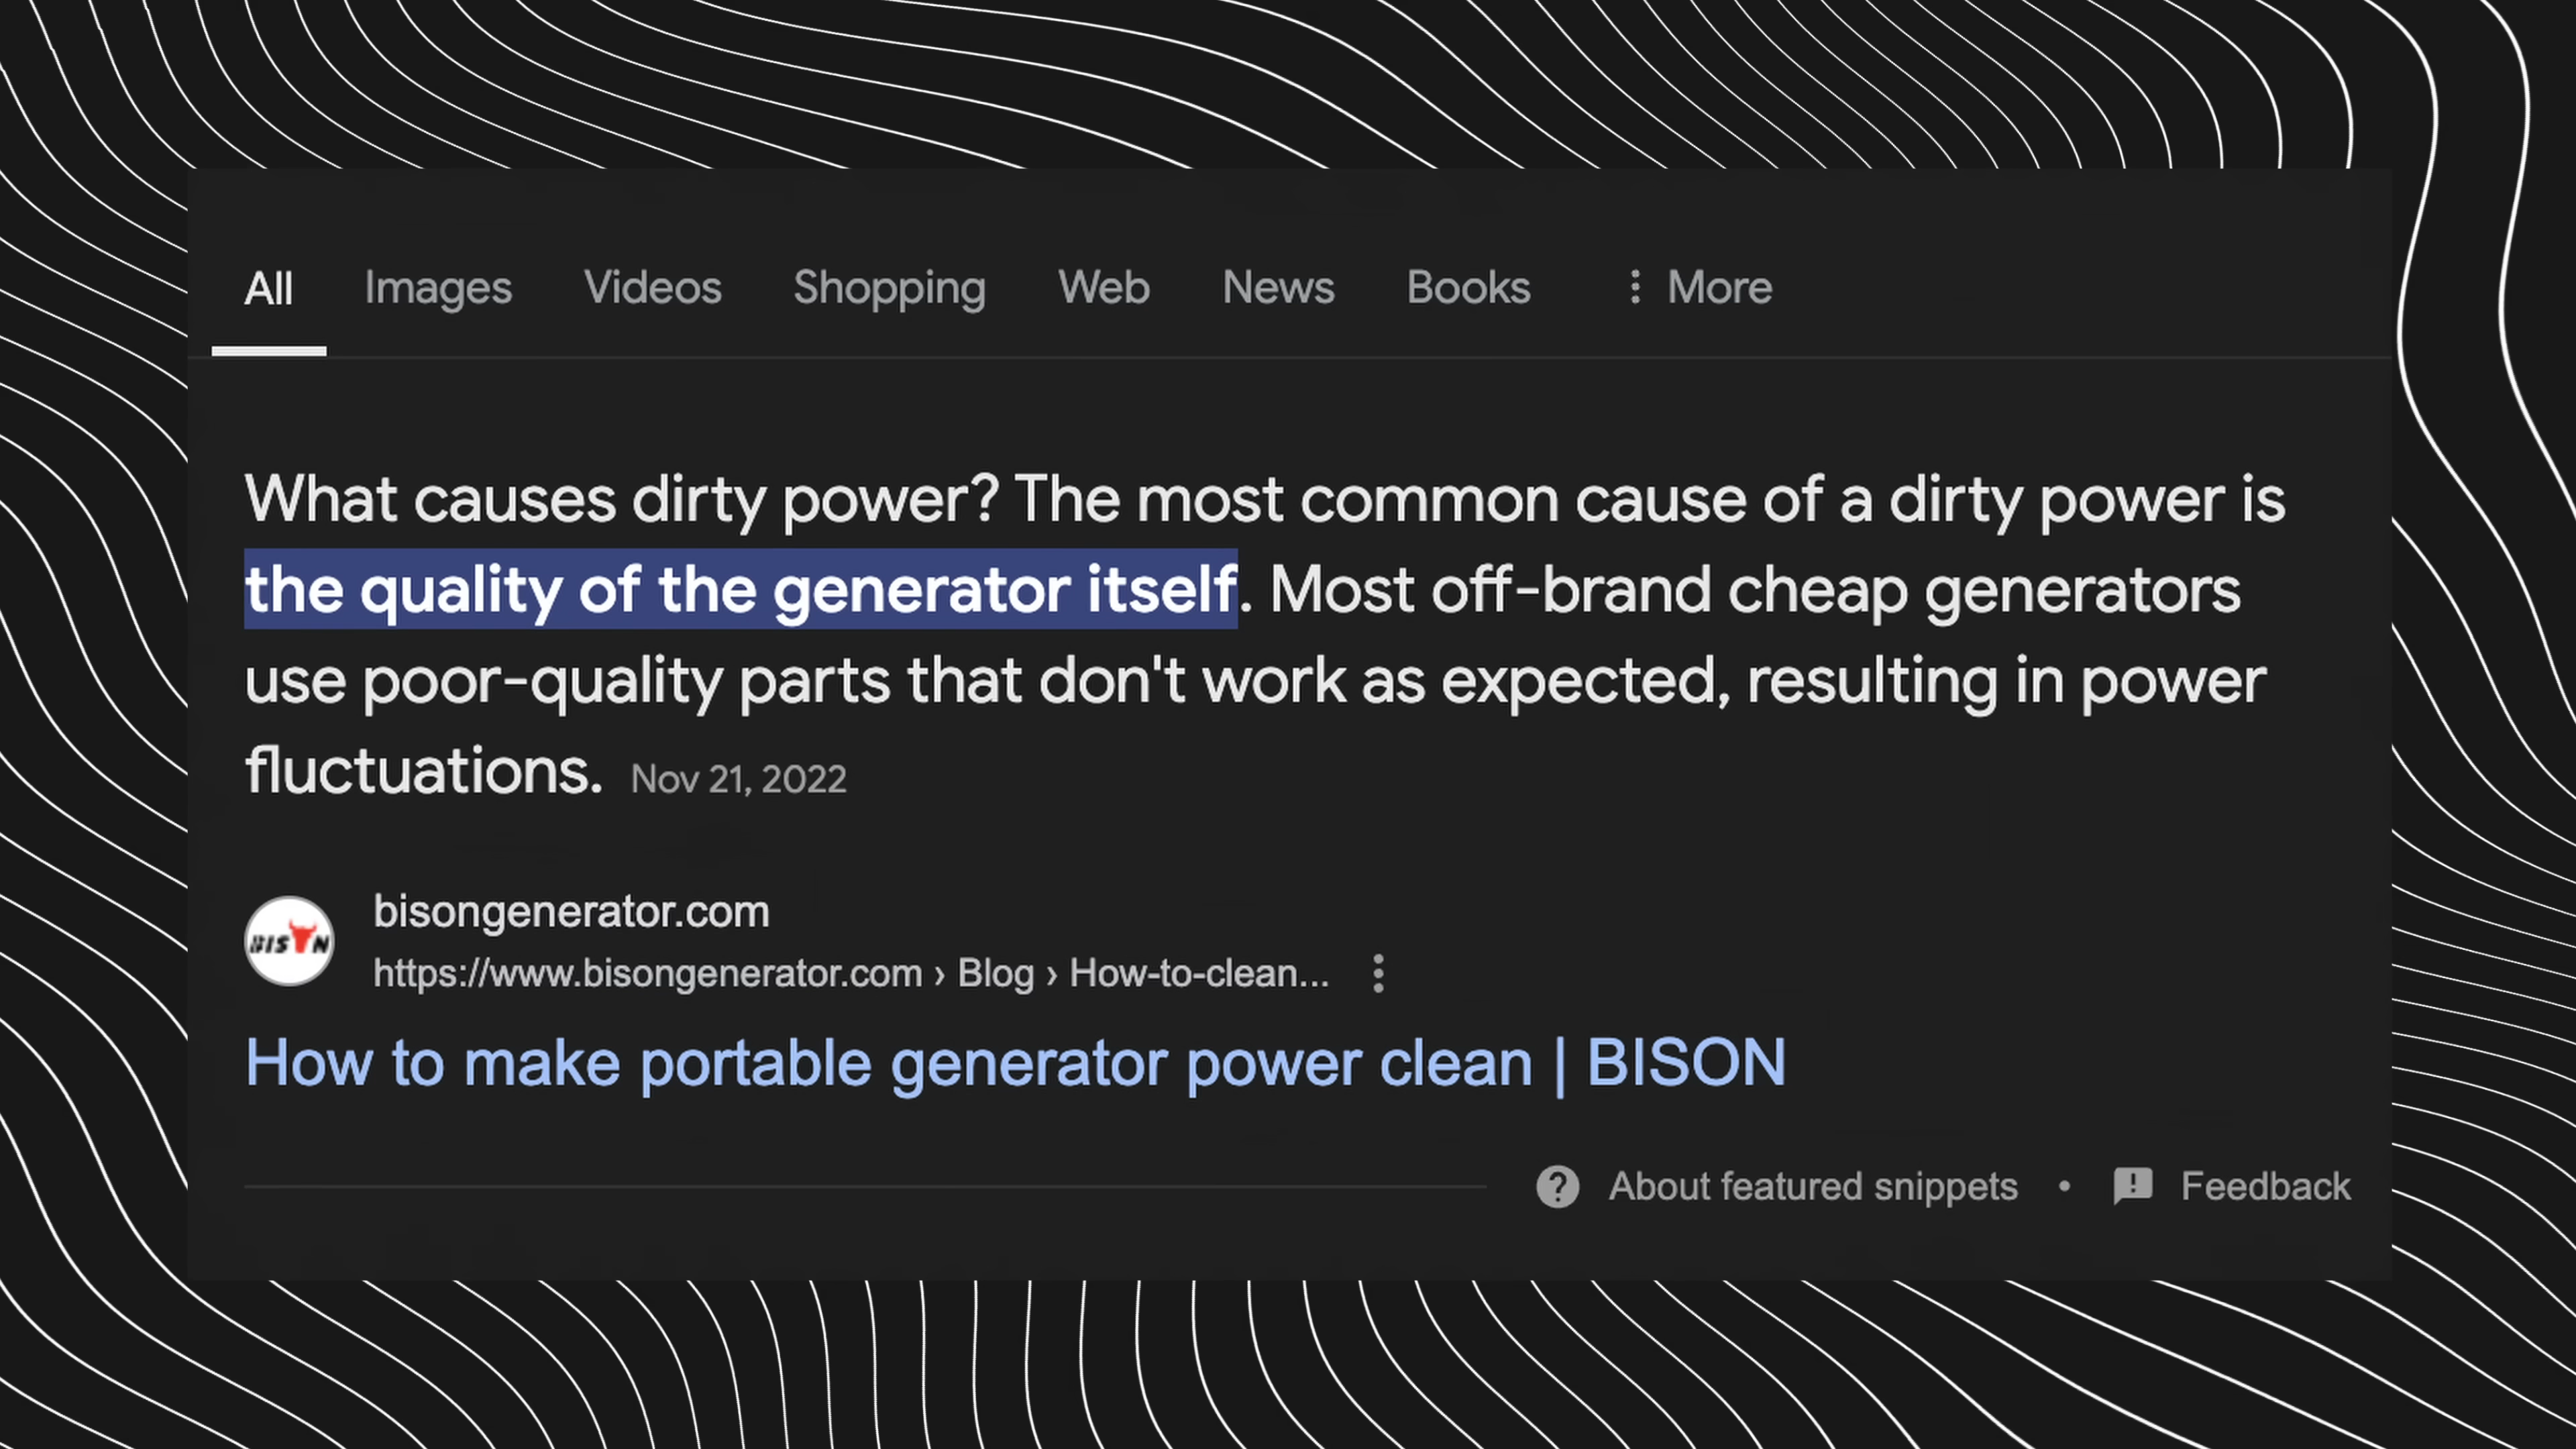 All Images Videos Shopping Web News Books More
What causes dirty power? The most common cause of a dirty power is
the quality of the generator itself. Most off-brand cheap generators
use poor-quality parts that don't work as expected, resulting in power
fluctuations. Nov 21, 2022
BISON
bisongenerator.com
https://www.bisongenerator.com › Blog › How-to-clean...
How to make portable generator power clean | BISON
About featured snippets • Feedback